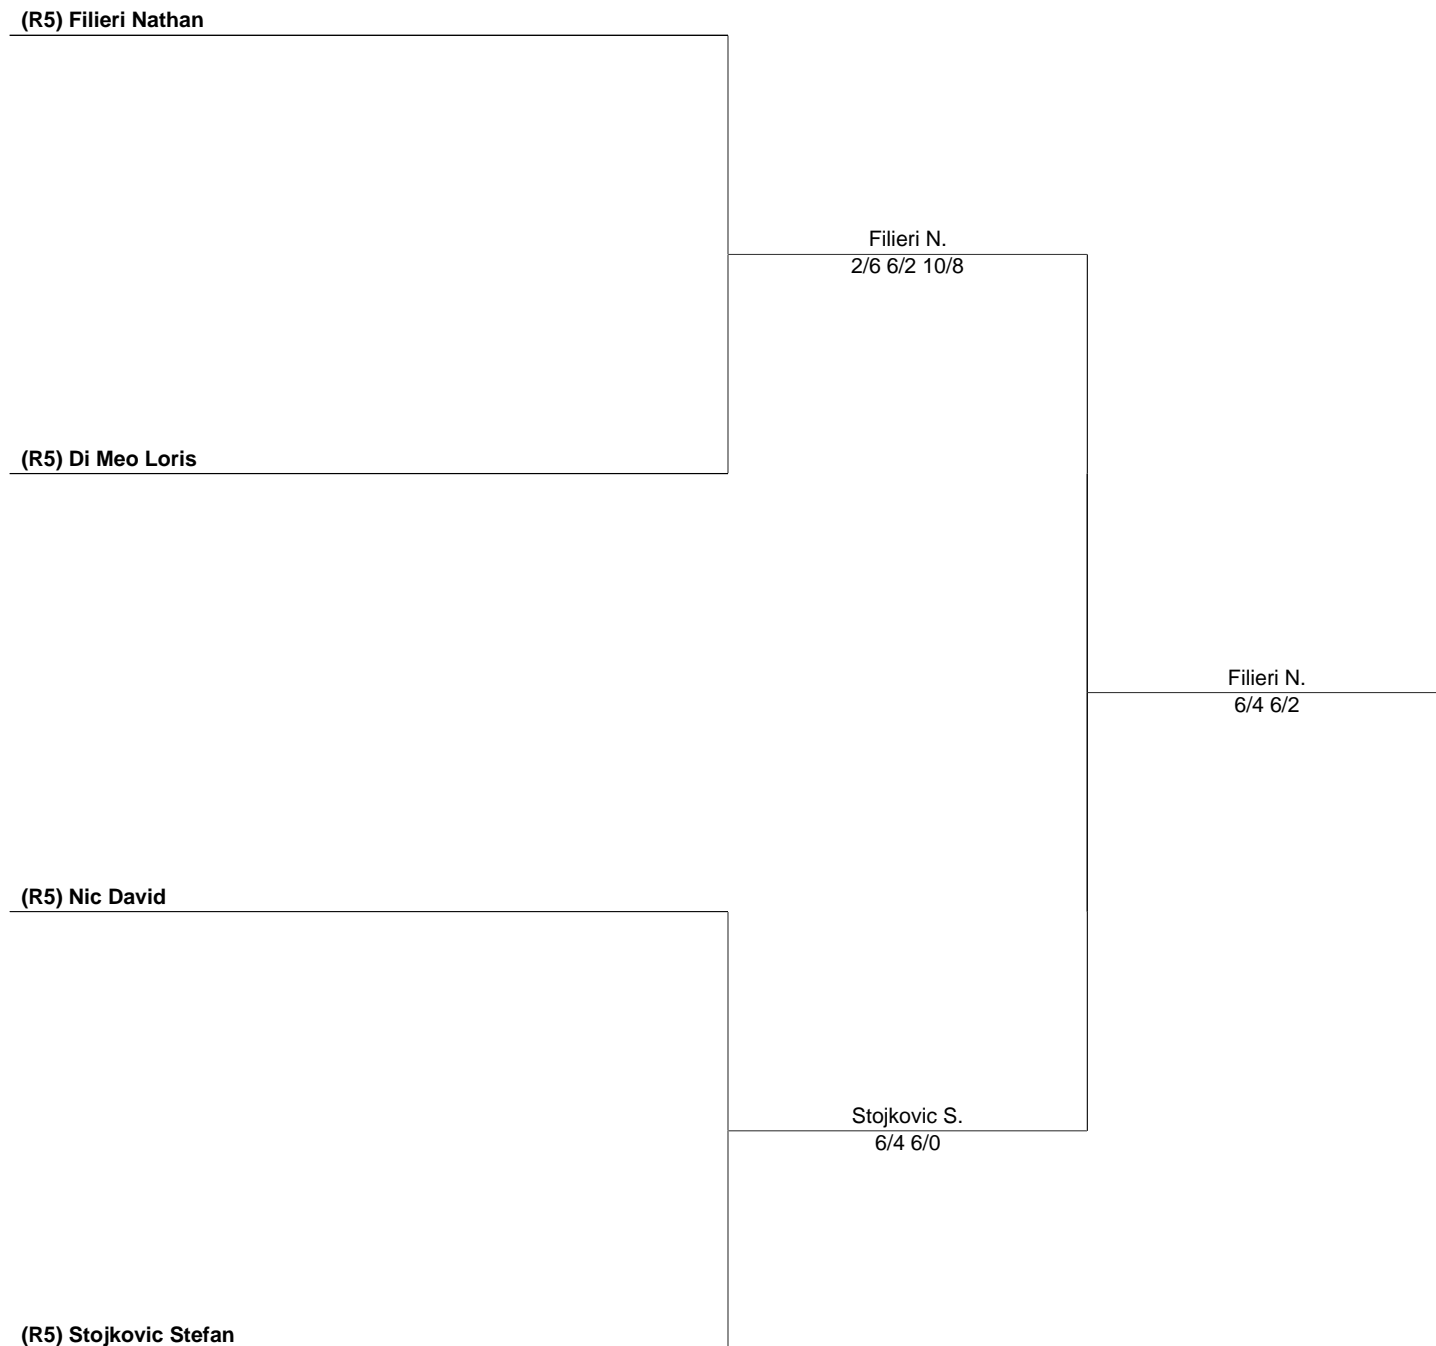 (R5) Filieri Nathan
Filieri N.
2/6 6/2 10/8
(R5) Di Meo Loris
Filieri N.
6/4 6/2
(R5) Nic David
Stojkovic S.
6/4 6/0
(R5) Stojkovic Stefan